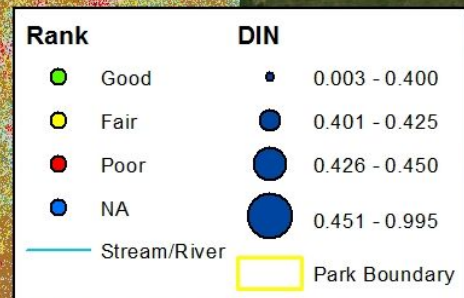 Rank
Good
Fair
Poor
NA
Stream/River
DIN
0.003 - 0.400
0.401 - 0.425
0.426 - 0.450
0.451 - 0.995
Park Boundary